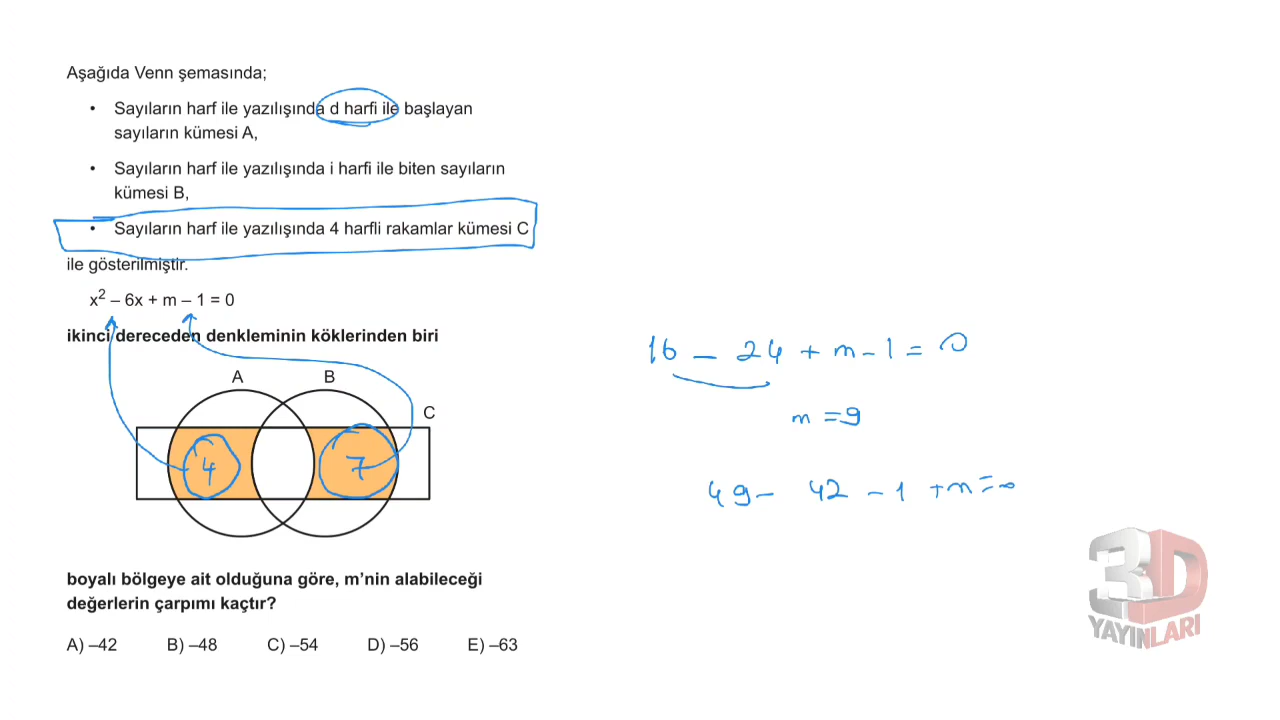 Aşağıda Venn şemasında;
• Sayıların harf ile yazılışında d harfi ile başlayan
sayıların kümesi A,
• Sayıların harf ile yazılışında i harfi ile biten sayıların
kümesi B,
• Sayıların harf ile yazılışında 4 harfli rakamlar kümesi C
ile gösterilmiştir.
x² – 6x + m – 1 = 0
ikinci dereceden denkleminin köklerinden biri
16 – 24 + m – 1 = 0
A B
C
m = 9
4 7
49 – 42 – 1 + m = 0
boyalı bölgeye ait olduğuna göre, m’nin alabileceği
değerlerin çarpımı kaçtır?
A) –42 B) –48 C) –54 D) –56 E) –63
3D
YAYINLARI